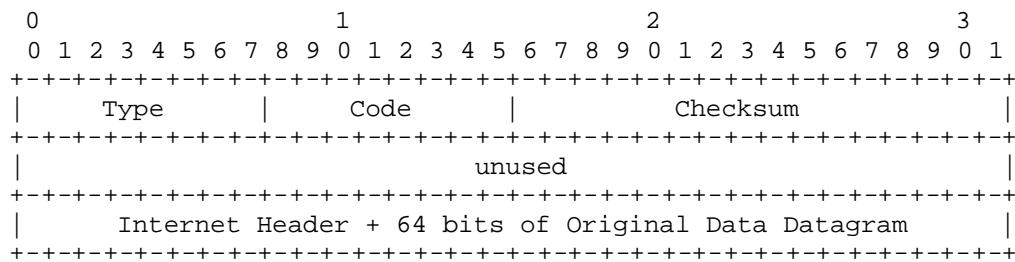 0                   1                   2                   3
 0 1 2 3 4 5 6 7 8 9 0 1 2 3 4 5 6 7 8 9 0 1 2 3 4 5 6 7 8 9 0 1
+-+-+-+-+-+-+-+-+-+-+-+-+-+-+-+-+-+-+-+-+-+-+-+-+-+-+-+-+-+-+-+-+
|     Type      |     Code      |          Checksum             |
+-+-+-+-+-+-+-+-+-+-+-+-+-+-+-+-+-+-+-+-+-+-+-+-+-+-+-+-+-+-+-+-+
|                             unused                            |
+-+-+-+-+-+-+-+-+-+-+-+-+-+-+-+-+-+-+-+-+-+-+-+-+-+-+-+-+-+-+-+-+
|      Internet Header + 64 bits of Original Data Datagram      |
+-+-+-+-+-+-+-+-+-+-+-+-+-+-+-+-+-+-+-+-+-+-+-+-+-+-+-+-+-+-+-+-+